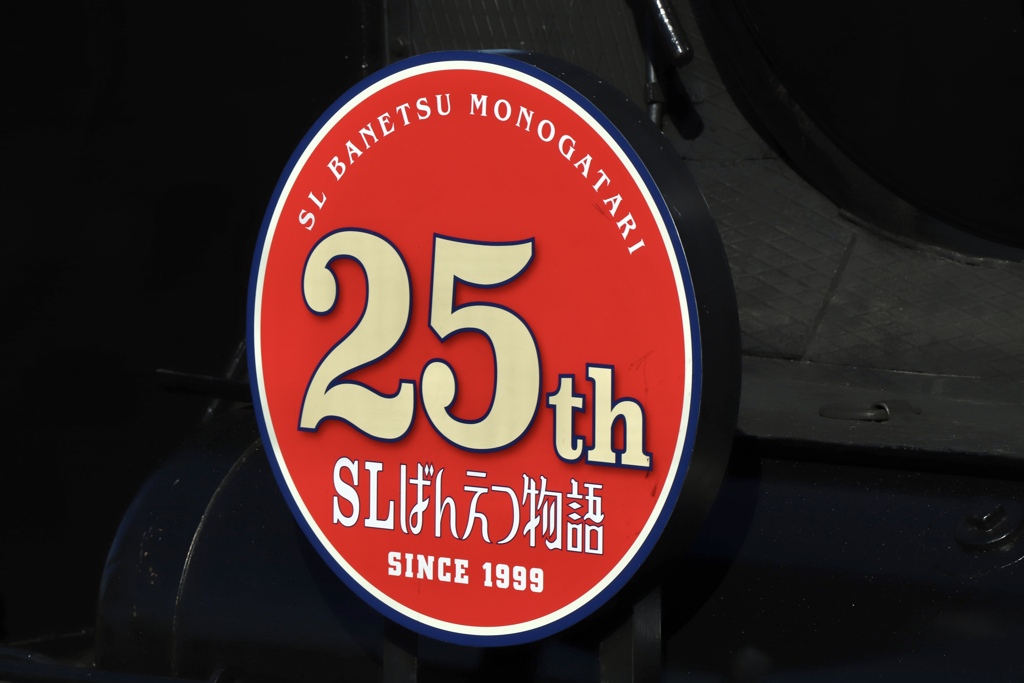 SL BANETSU MONOGATARI
25th
SLばんえつ物語
SINCE 1999